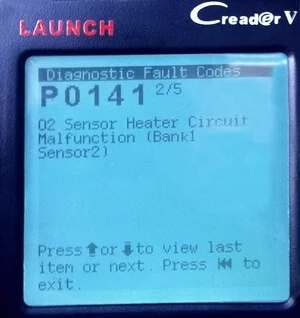 LAUNCH
Creader V
Diagnostic Fault Codes
P0141 2/5
O2 Sensor Heater Circuit
Malfunction (Bank1
Sensor2)
Press⬆or⬇to view last
item or next. Press ⏮ to
exit.